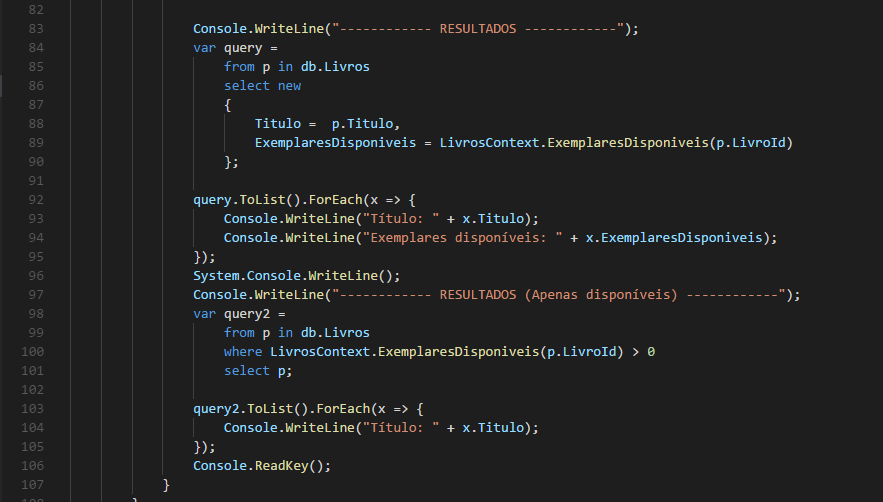 82
83 Console.WriteLine("------------ RESULTADOS ------------");
84 var query =
85 from p in db.Livros
86 select new
87 {
88 Titulo =  p.Titulo,
89 ExemplaresDisponiveis = LivrosContext.ExemplaresDisponiveis(p.LivroId)
90 };
91
92 query.ToList().ForEach(x => {
93 Console.WriteLine("Título: " + x.Titulo);
94 Console.WriteLine("Exemplares disponíveis: " + x.ExemplaresDisponiveis);
95 });
96 System.Console.WriteLine();
97 Console.WriteLine("------------ RESULTADOS (Apenas disponíveis) ------------");
98 var query2 =
99 from p in db.Livros
100 where LivrosContext.ExemplaresDisponiveis(p.LivroId) > 0
101 select p;
102
103 query2.ToList().ForEach(x => {
104 Console.WriteLine("Título: " + x.Titulo);
105 });
106 Console.ReadKey();
107 }
108 }